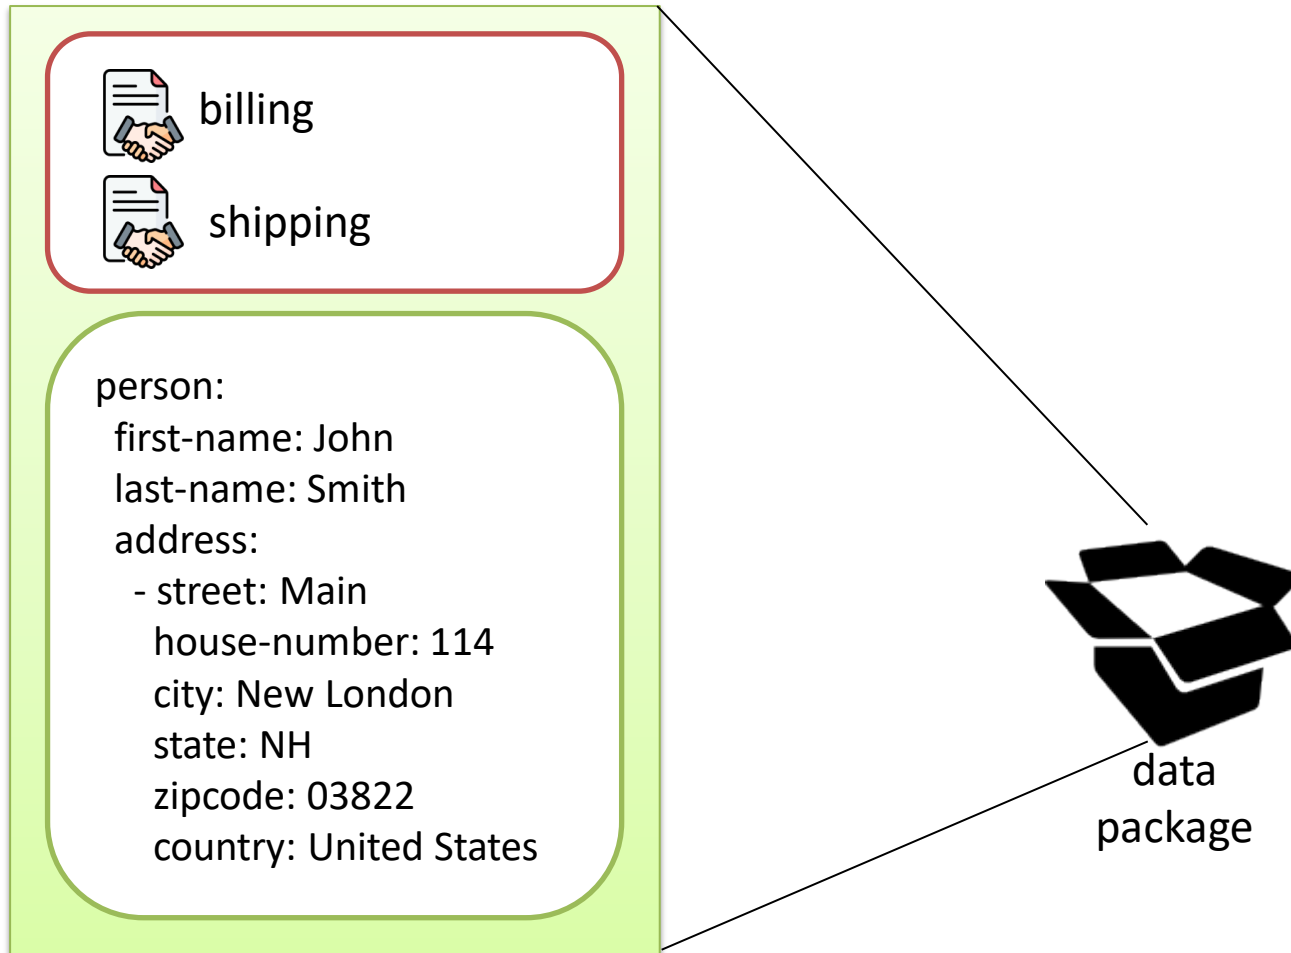 billing
shipping
person:
first-name: John
last-name: Smith
address:
- street: Main
house-number: 114
city: New London
state: NH
zipcode: 03822
country: United States
data
package